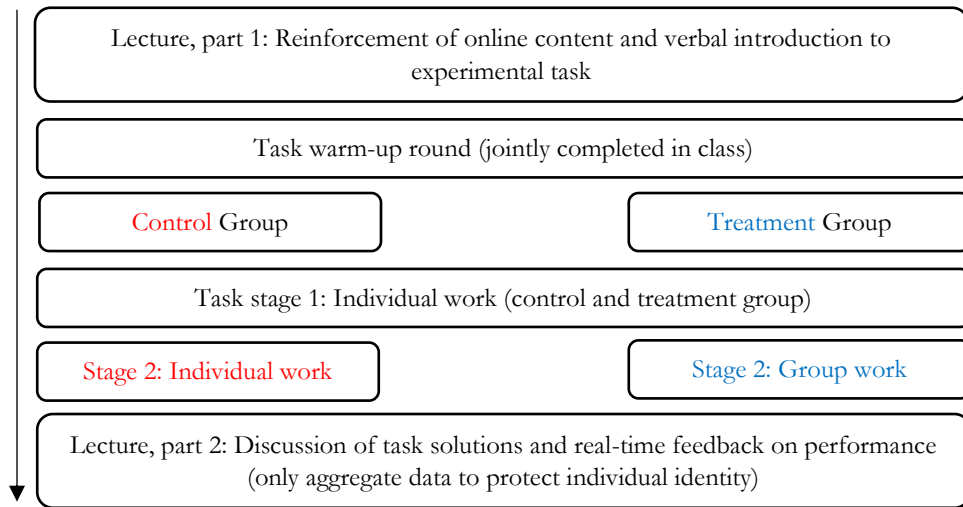 Lecture, part 1: Reinforcement of online content and verbal introduction to
experimental task
Task warm-up round (jointly completed in class)
Control Group
Treatment Group
Task stage 1: Individual work (control and treatment group)
Stage 2: Individual work
Stage 2: Group work
Lecture, part 2: Discussion of task solutions and real-time feedback on performance
(only aggregate data to protect individual identity)